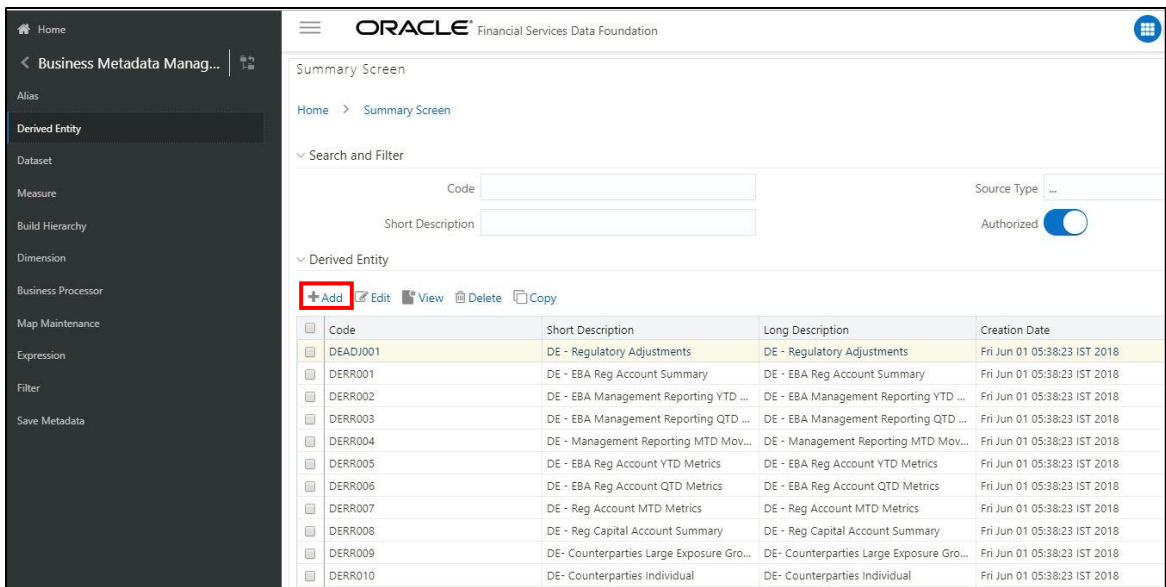 Home
Business Metadata Manag...
Alias
Derived Entity
Dataset
Measure
Build Hierarchy
Dimension
Business Processor
Map Maintenance
Expression
Filter
Save Metadata
ORACLE® Financial Services Data Foundation
Summary Screen
Home > Summary Screen
Search and Filter
Code Source Type ...
Short Description Authorized
Derived Entity
+Add Edit View Delete Copy
Code Short Description Long Description Creation Date
DEADJ001 DE - Regulatory Adjustments DE - Regulatory Adjustments Fri Jun 01 05:38:23 IST 2018
DERR001 DE - EBA Reg Account Summary DE - EBA Reg Account Summary Fri Jun 01 05:38:23 IST 2018
DERR002 DE - EBA Management Reporting YTD ... DE - EBA Management Reporting YTD ... Fri Jun 01 05:38:23 IST 2018
DERR003 DE - EBA Management Reporting QTD ... DE - EBA Management Reporting QTD ... Fri Jun 01 05:38:23 IST 2018
DERR004 DE - Management Reporting MTD Mov... DE - Management Reporting MTD Mov... Fri Jun 01 05:38:23 IST 2018
DERR005 DE - EBA Reg Account YTD Metrics DE - EBA Reg Account YTD Metrics Fri Jun 01 05:38:23 IST 2018
DERR006 DE - EBA Reg Account QTD Metrics DE - EBA Reg Account QTD Metrics Fri Jun 01 05:38:23 IST 2018
DERR007 DE - Reg Account MTD Metrics DE - Reg Account MTD Metrics Fri Jun 01 05:38:23 IST 2018
DERR008 DE - Reg Capital Account Summary DE - Reg Capital Account Summary Fri Jun 01 05:38:23 IST 2018
DERR009 DE- Counterparties Large Exposure Gro... DE- Counterparties Large Exposure Gro... Fri Jun 01 05:38:23 IST 2018
DERR010 DE- Counterparties Individual DE- Counterparties Individual Fri Jun 01 05:38:23 IST 2018